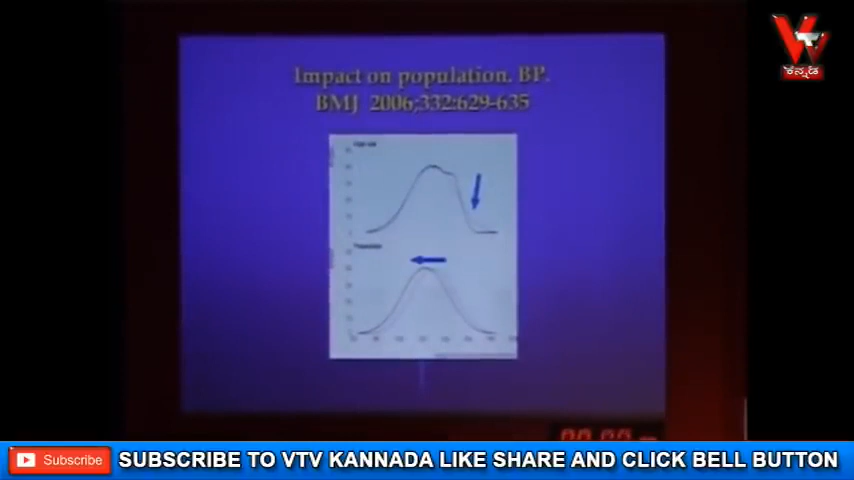 Impact on population. BP.
BMJ 2006;332:629-635
ಕನ್ನಡ
Subscribe
SUBSCRIBE TO VTV KANNADA LIKE SHARE AND CLICK BELL BUTTON